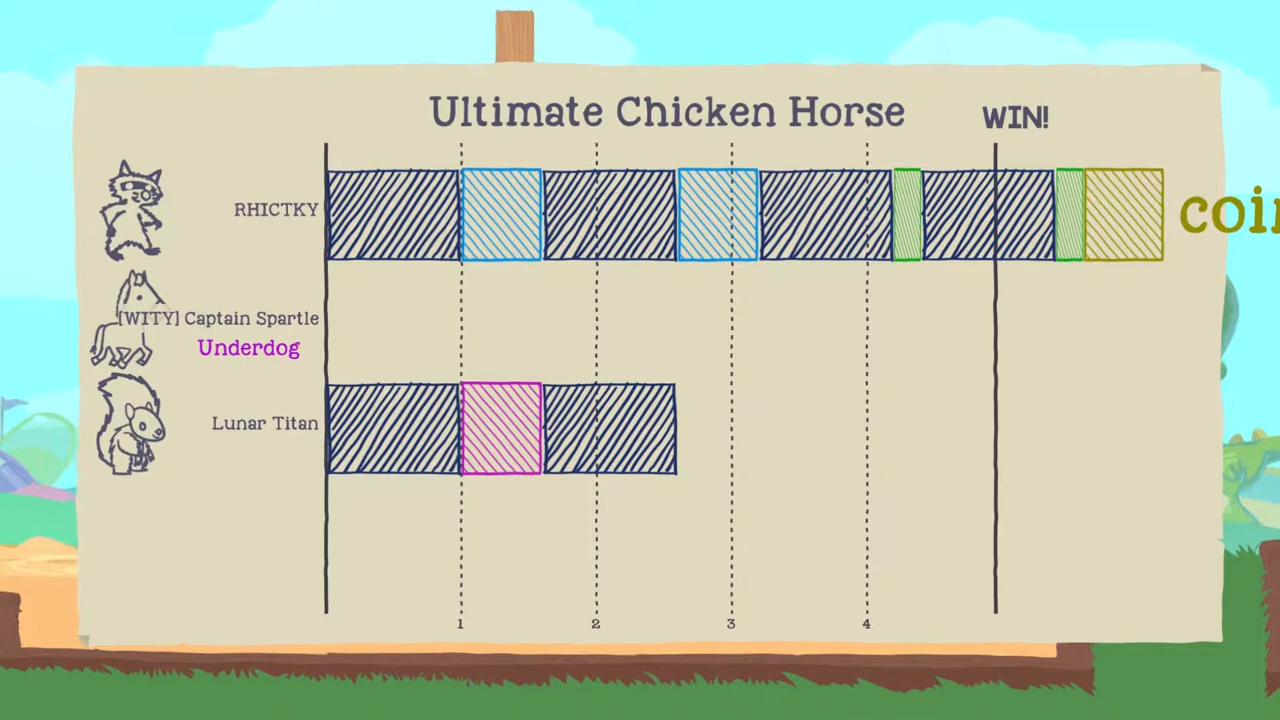 Ultimate Chicken Horse
WIN!
RHICTKY
[WITY] Captain Spartle
Underdog
Lunar Titan
1 2 3 4